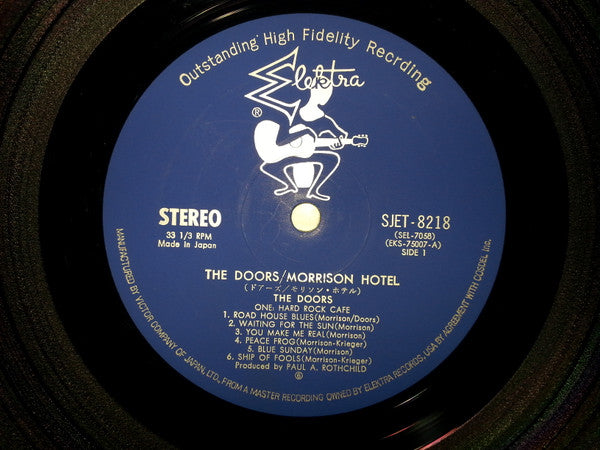 Outstanding High Fidelity Recrding
Elektra
®
STEREO
33 1/3 RPM
Made In Japan
SJET-8218
(SEL-7058)
(EKS-75007-A)
SIDE 1
THE DOORS/MORRISON HOTEL
(ドアーズ/モリソン・ホテル)
THE DOORS
ONE: HARD ROCK CAFE
1. ROAD HOUSE BLUES(Morrison/Doors)
2. WAITING FOR THE SUN(Morrison)
3. YOU MAKE ME REAL(Morrison)
4. PEACE FROG(Morrison-Krieger)
5. BLUE SUNDAY(Morrison)
6. SHIP OF FOOLS(Morrison-Krieger)
Produced by PAUL A. ROTHCHILD
MANUFACTURED BY VICTOR COMPANY OF JAPAN, LTD., FROM A MASTER RECORDING OWNED BY ELEKTRA RECORDS, USA BY AGREEMENT WITH COSDEL Inc.